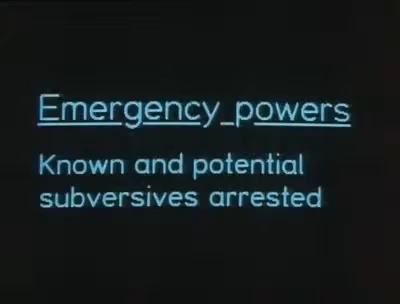 Emergency powers
Known and potential
subversives arrested